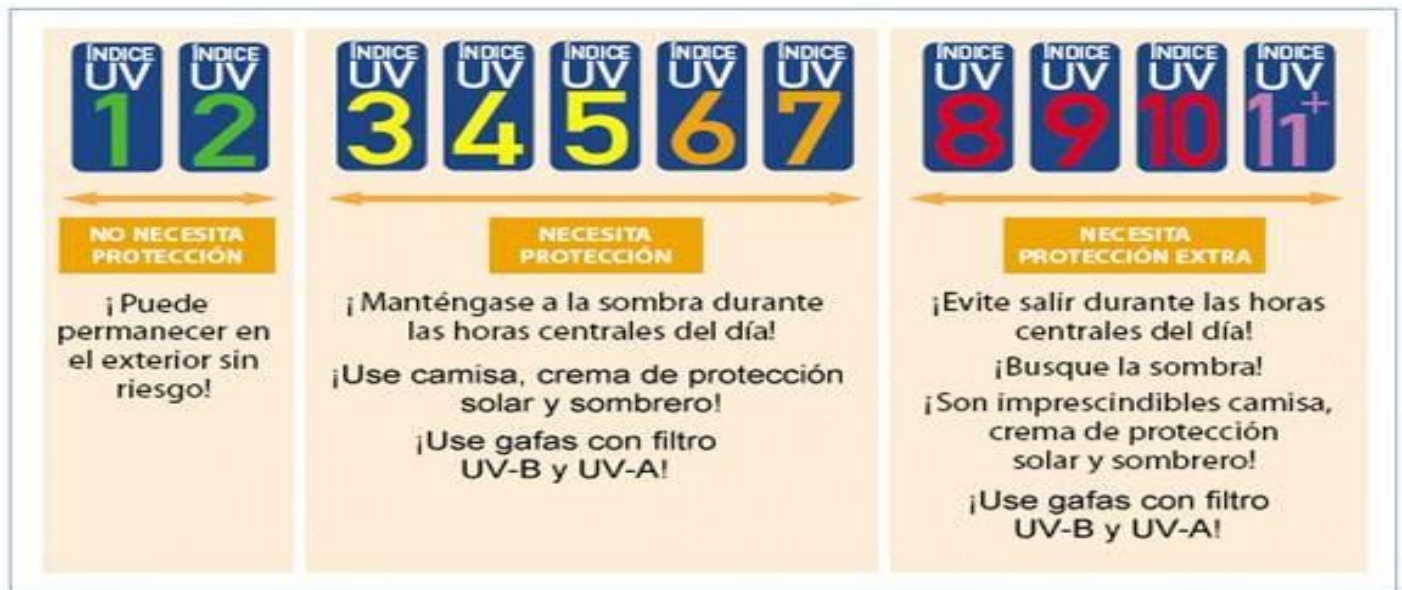 ÍNDICE
UV
1
ÍNDICE
UV
2
NO NECESITA
PROTECCIÓN
¡Puede
permanecer en
el exterior sin
riesgo!
ÍNDICE
UV
3
ÍNDICE
UV
4
ÍNDICE
UV
5
ÍNDICE
UV
6
ÍNDICE
UV
7
NECESITA
PROTECCIÓN
¡Manténgase a la sombra durante
las horas centrales del día!
¡Use camisa, crema de protección
solar y sombrero!
¡Use gafas con filtro
UV-B y UV-A!
ÍNDICE
UV
8
ÍNDICE
UV
9
ÍNDICE
UV
10
ÍNDICE
UV
11+
NECESITA
PROTECCIÓN EXTRA
¡Evite salir durante las horas
centrales del día!
¡Busque la sombra!
¡Son imprescindibles camisa,
crema de protección
solar y sombrero!
¡Use gafas con filtro
UV-B y UV-A!